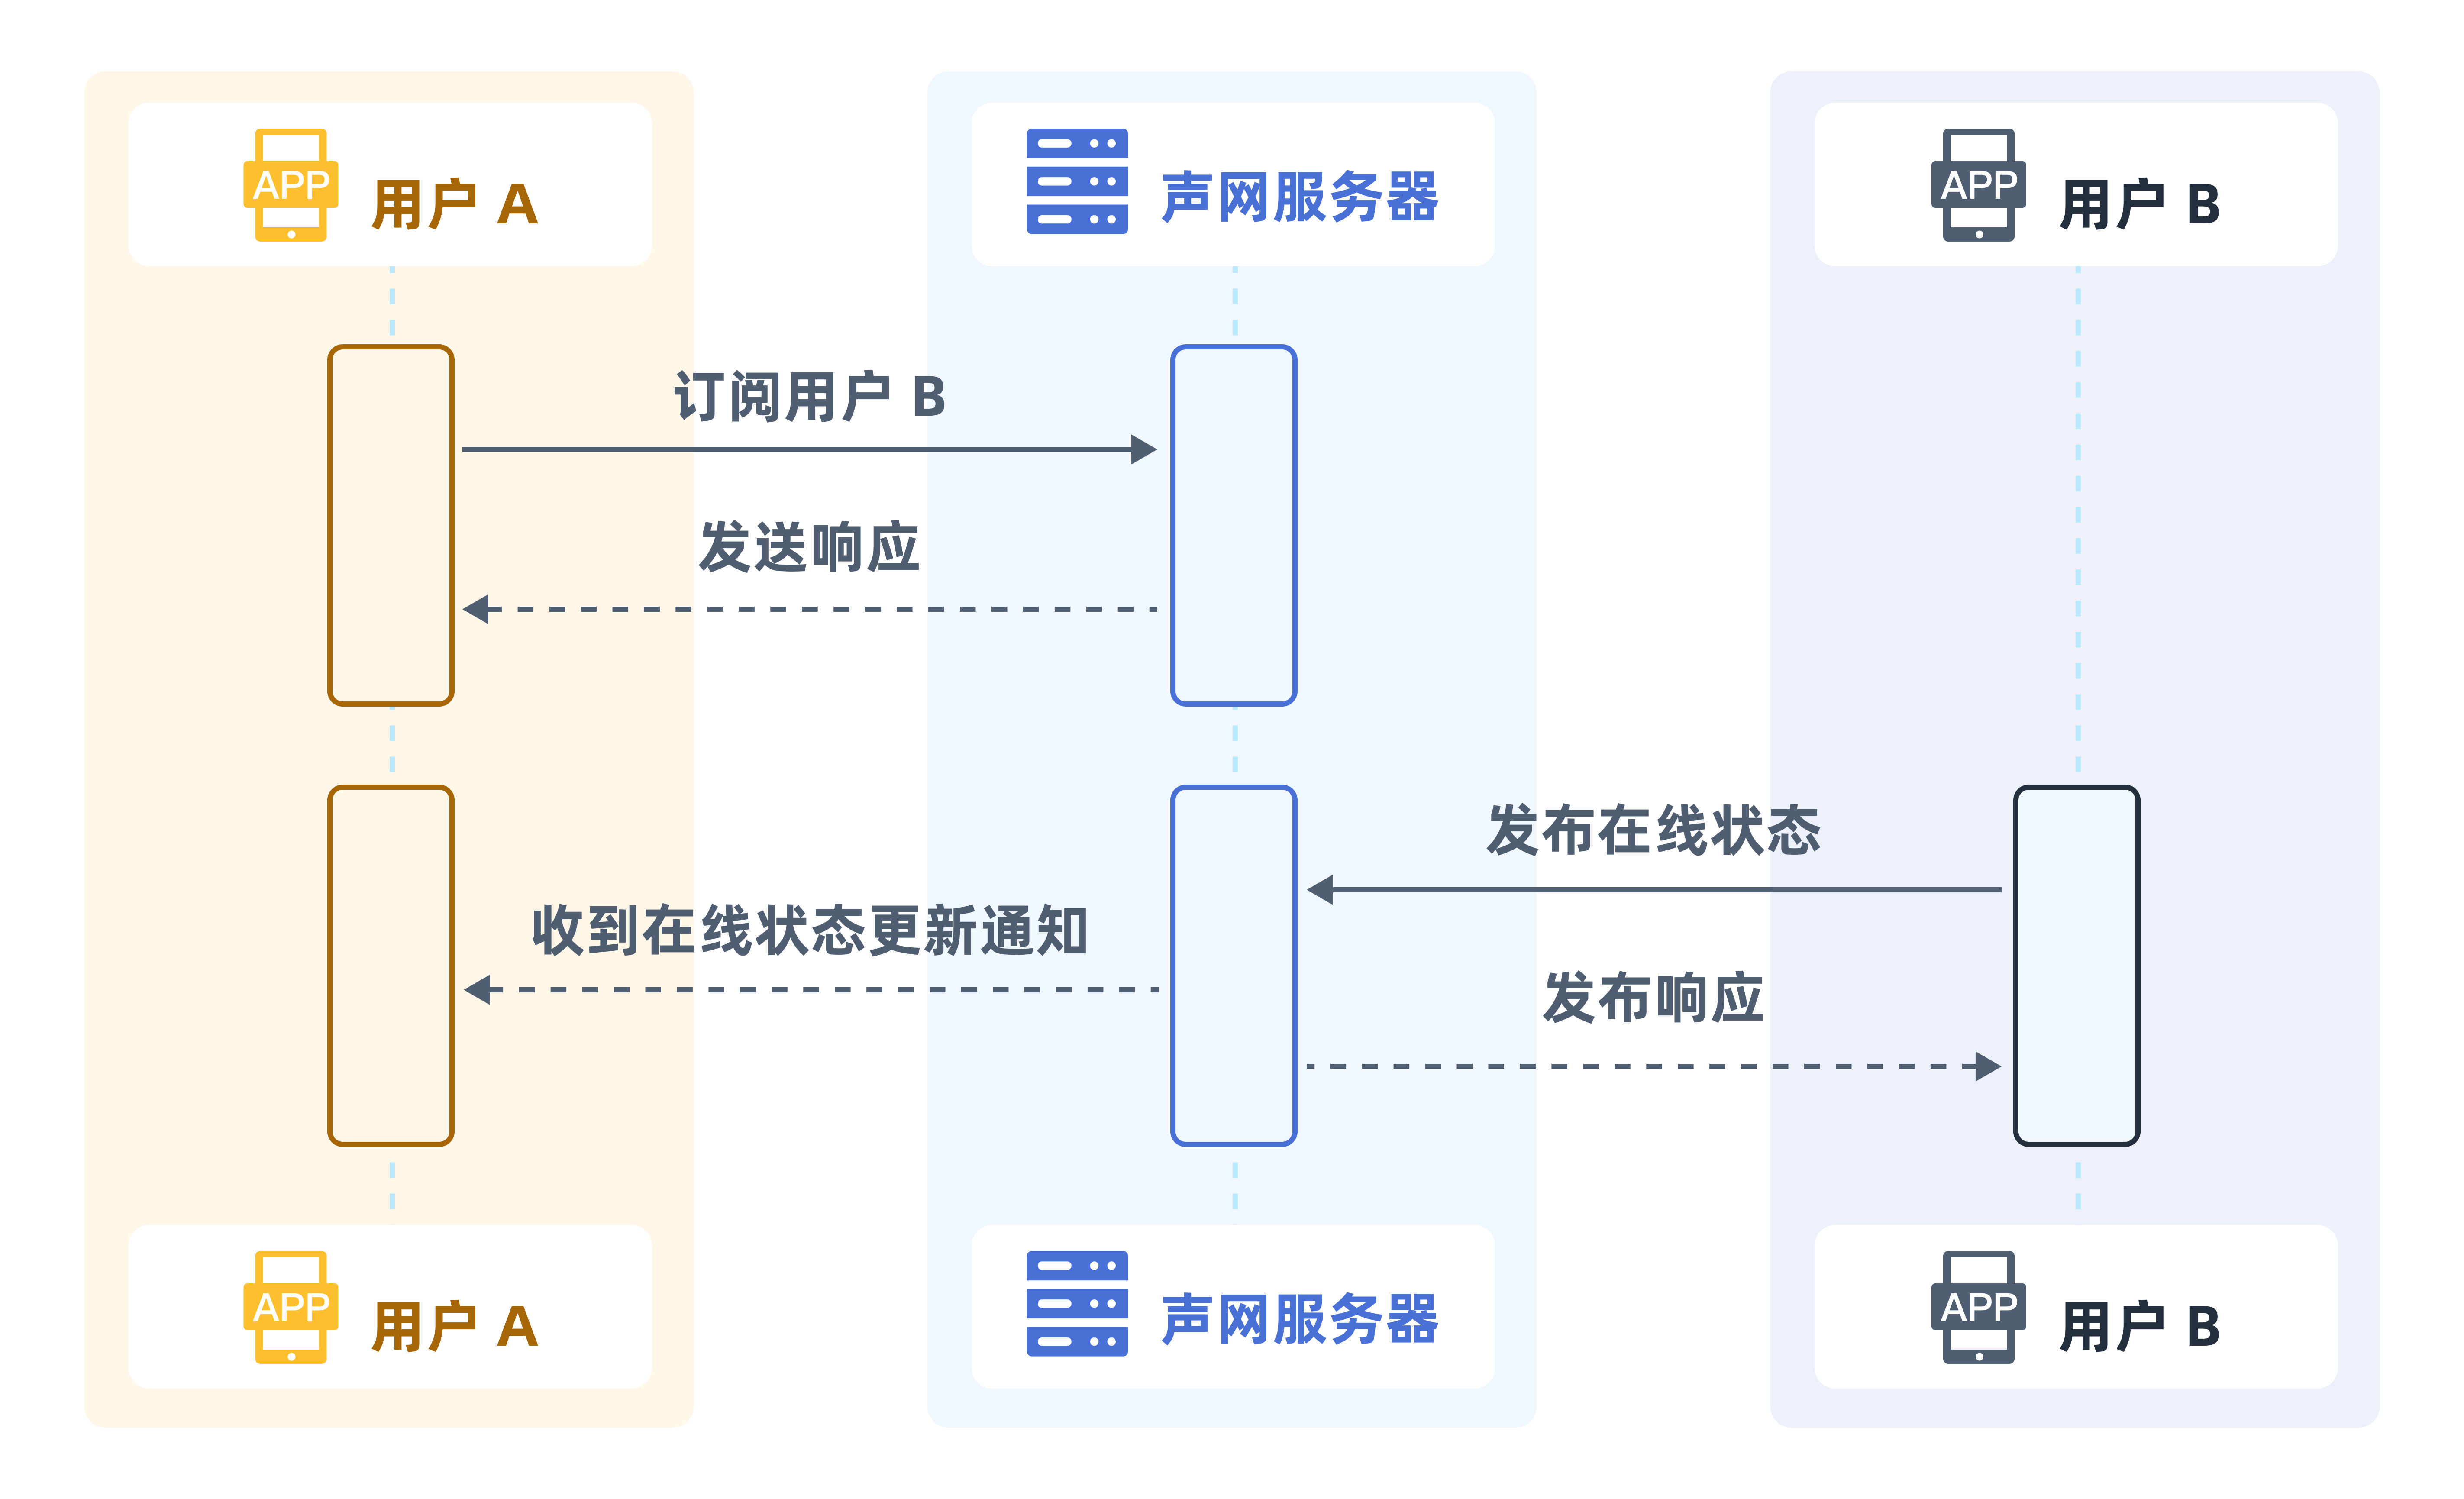 APP 用户 A
声网服务器
APP 用户 B
订阅用户 B
发送响应
发布在线状态
收到在线状态更新通知
发布响应
APP 用户 A
声网服务器
APP 用户 B